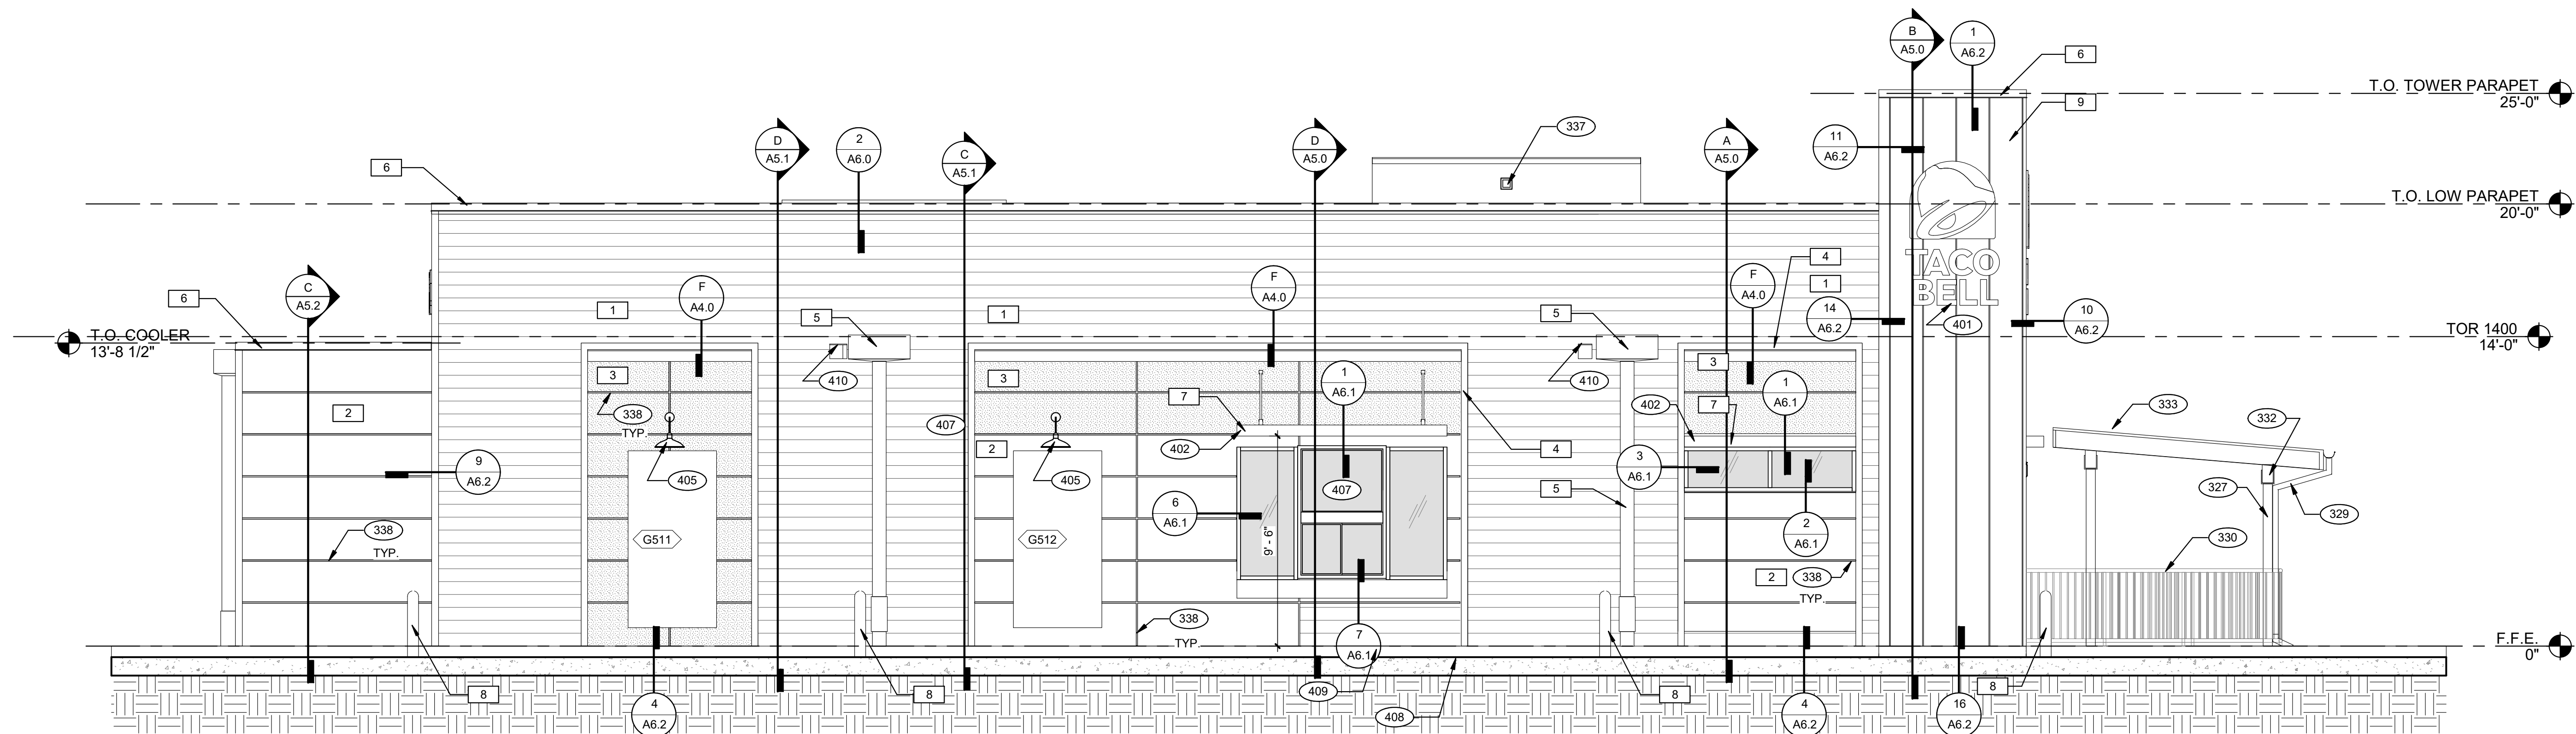 B
A5.0
1
A6.2
6
T.O. TOWER PARAPET
25'-0"
9
D
A5.1
2
A6.0
C
A5.1
D
A5.0
337
A
A5.0
11
A6.2
6
T.O. LOW PARAPET
20'-0"
TACO
BELL
401
6
C
A5.2
1
F
A4.0
5
1
F
A4.0
5
F
A4.0
4
1
14
A6.2
10
A6.2
T.O. COOLER
13'-8 1/2"
TOR 1400
14'-0"
2
3
338
TYP.
410
3
407
7
1
A6.1
410
402
3
7
1
A6.1
333
332
9
A6.2
405
2
405
402
4
3
A6.1
407
5
327
329
338
TYP.
G511
G512
6
A6.1
9' - 6"
2
A6.1
330
2
338
TYP.
338
TYP.
7
A6.1
F.F.E.
0"
8
4
A6.2
8
409
408
8
4
A6.2
16
A6.2
8